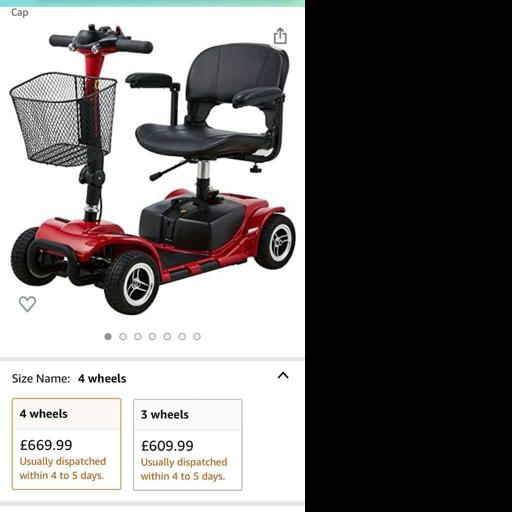 Cap
Size Name: 4 wheels
4 wheels
£669.99
Usually dispatched
within 4 to 5 days.
3 wheels
£609.99
Usually dispatched
within 4 to 5 days.